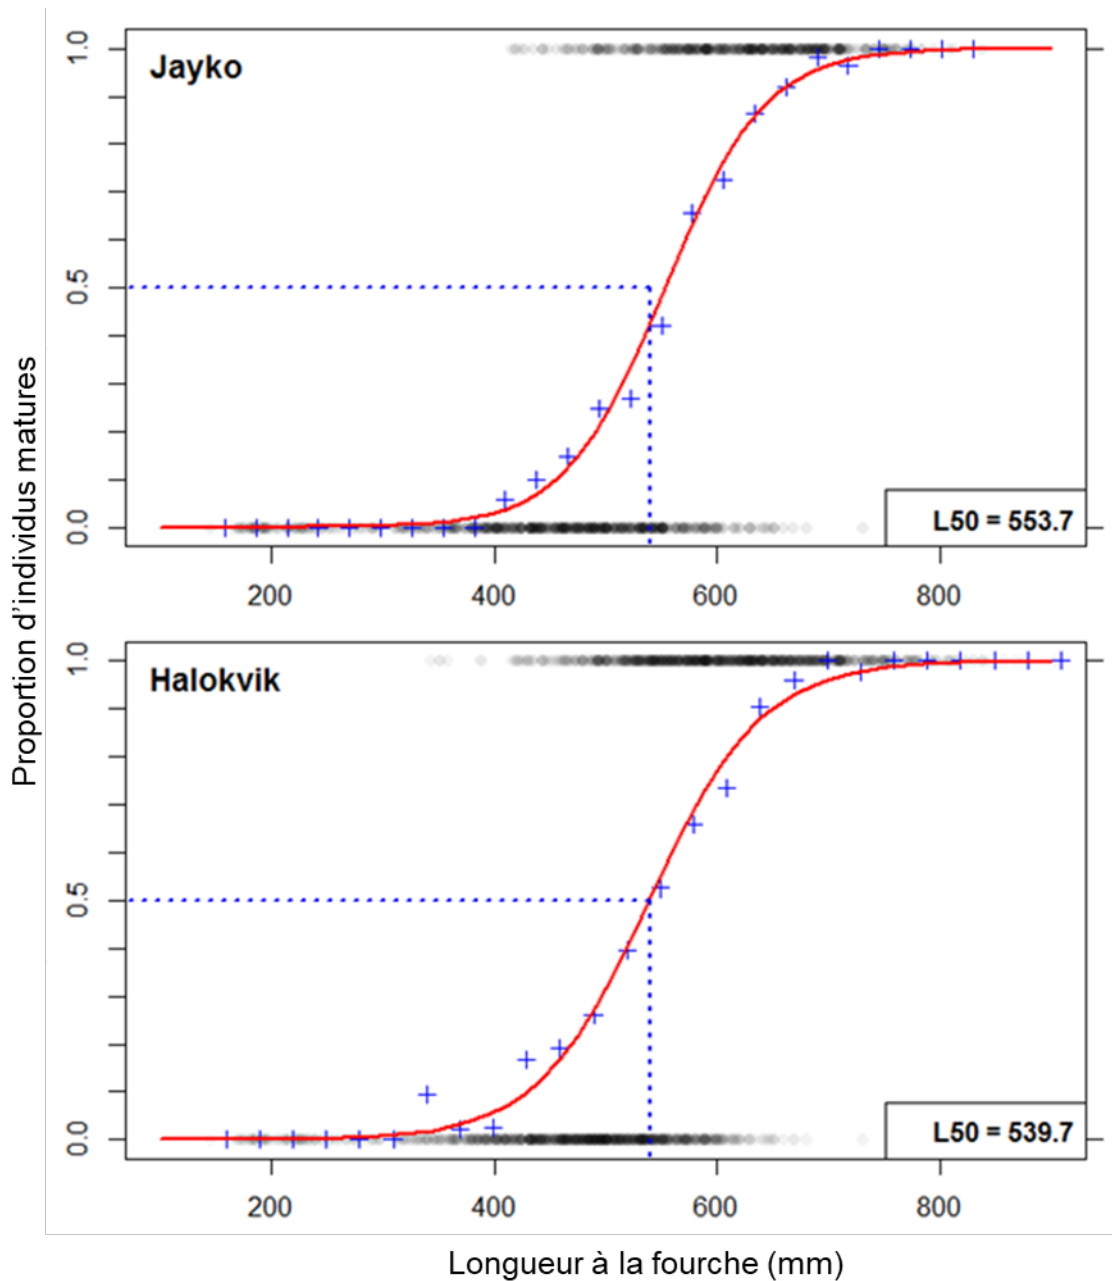 Proportion d'individus matures
Jayko
1.0
0.5
0.0
L50 = 553.7
200 400 600 800
Halokvik
1.0
0.5
0.0
L50 = 539.7
200 400 600 800
Longueur à la fourche (mm)